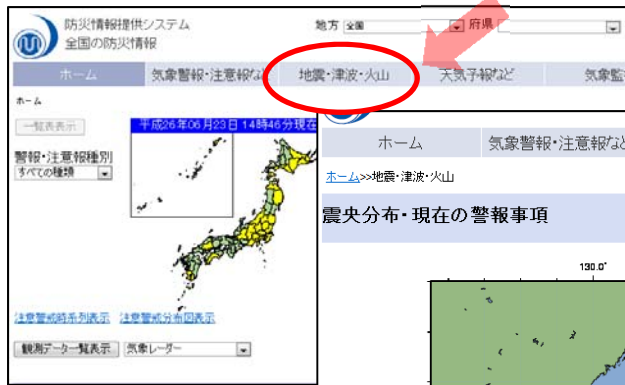 防災情報提供システム
全国の防災情報
地方 全国 府県
ホーム 気象警報・注意報など 地震・津波・火山 天気予報など 気象監
ホーム
一覧表表示
平成26年06月23日 14時46分現在
警報・注意報種別
すべての種類
注意警戒時系列表示 注意警戒分布図表示
観測データ一覧表示 気象レーダー
ホーム 気象警報・注意報など
ホーム>>地震・津波・火山
震央分布・現在の警報事項
130.0°